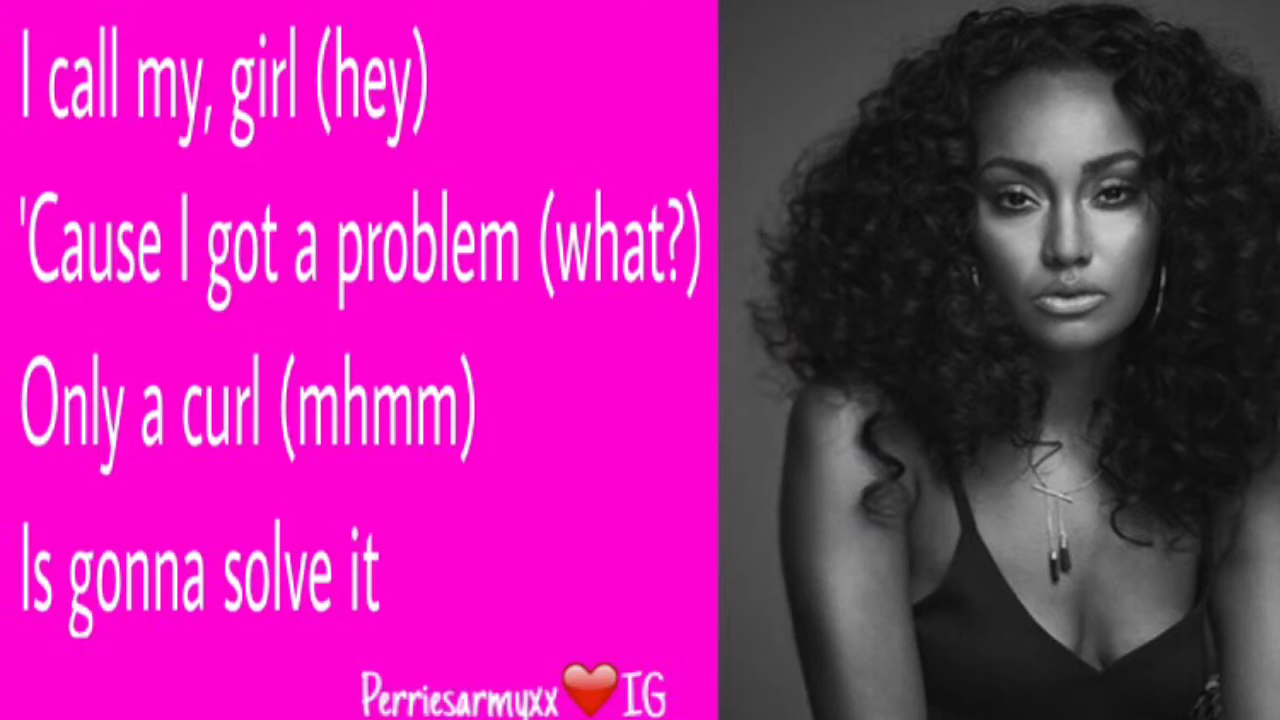 I call my, girl (hey)
'Cause I got a problem (what?)
Only a curl (mhmm)
Is gonna solve it
Perriesarmyxx❤️IG